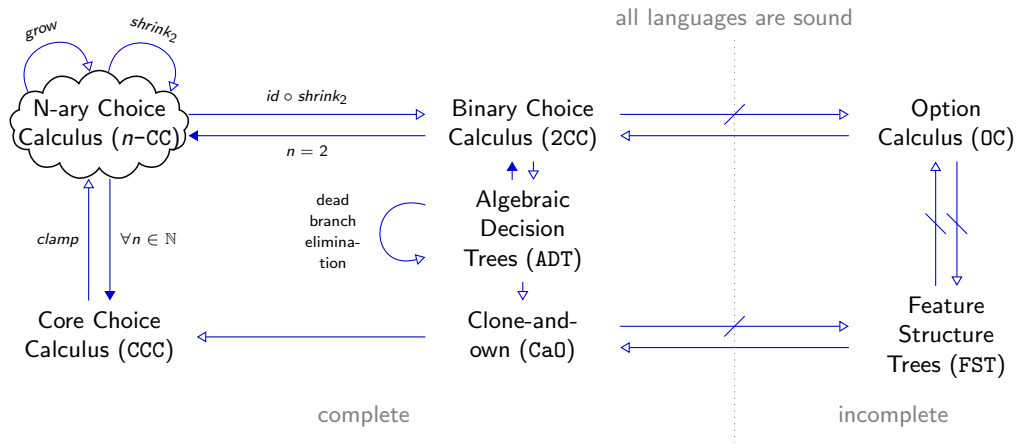 all languages are sound
grow
shrink₂
N-ary Choice
Calculus (n-CC)
id ∘ shrink₂
n = 2
Binary Choice
Calculus (2CC)
Option
Calculus (OC)
dead
branch
elimina-
tion
Algebraic
Decision
Trees (ADT)
clamp
∀n ∈ ℕ
Core Choice
Calculus (CCC)
Clone-and-
own (CaO)
Feature
Structure
Trees (FST)
complete
incomplete